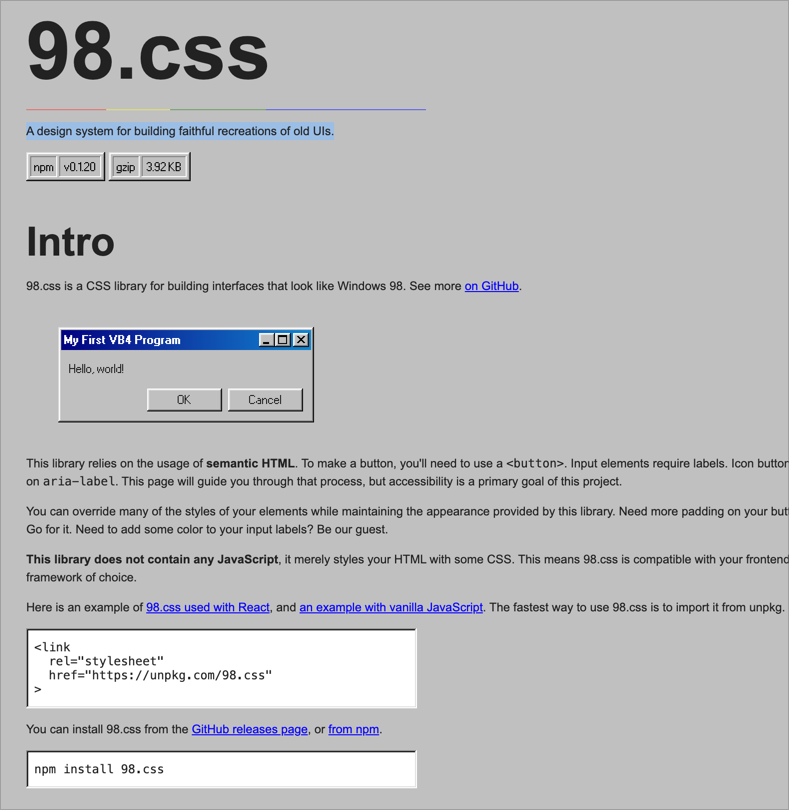 98.css
A design system for building faithful recreations of old UIs.
npm v0.1.20 gzip 3.92 KB
Intro
98.css is a CSS library for building interfaces that look like Windows 98. See more on GitHub.
My First VB4 Program
Hello, world!
OK Cancel
This library relies on the usage of semantic HTML. To make a button, you'll need to use a <button>. Input elements require labels. Icon button
on aria-label. This page will guide you through that process, but accessibility is a primary goal of this project.
You can override many of the styles of your elements while maintaining the appearance provided by this library. Need more padding on your but
Go for it. Need to add some color to your input labels? Be our guest.
This library does not contain any JavaScript, it merely styles your HTML with some CSS. This means 98.css is compatible with your frontend
framework of choice.
Here is an example of 98.css used with React, and an example with vanilla JavaScript. The fastest way to use 98.css is to import it from unpkg.
<link
  rel="stylesheet"
  href="https://unpkg.com/98.css"
>
You can install 98.css from the GitHub releases page, or from npm.
npm install 98.css